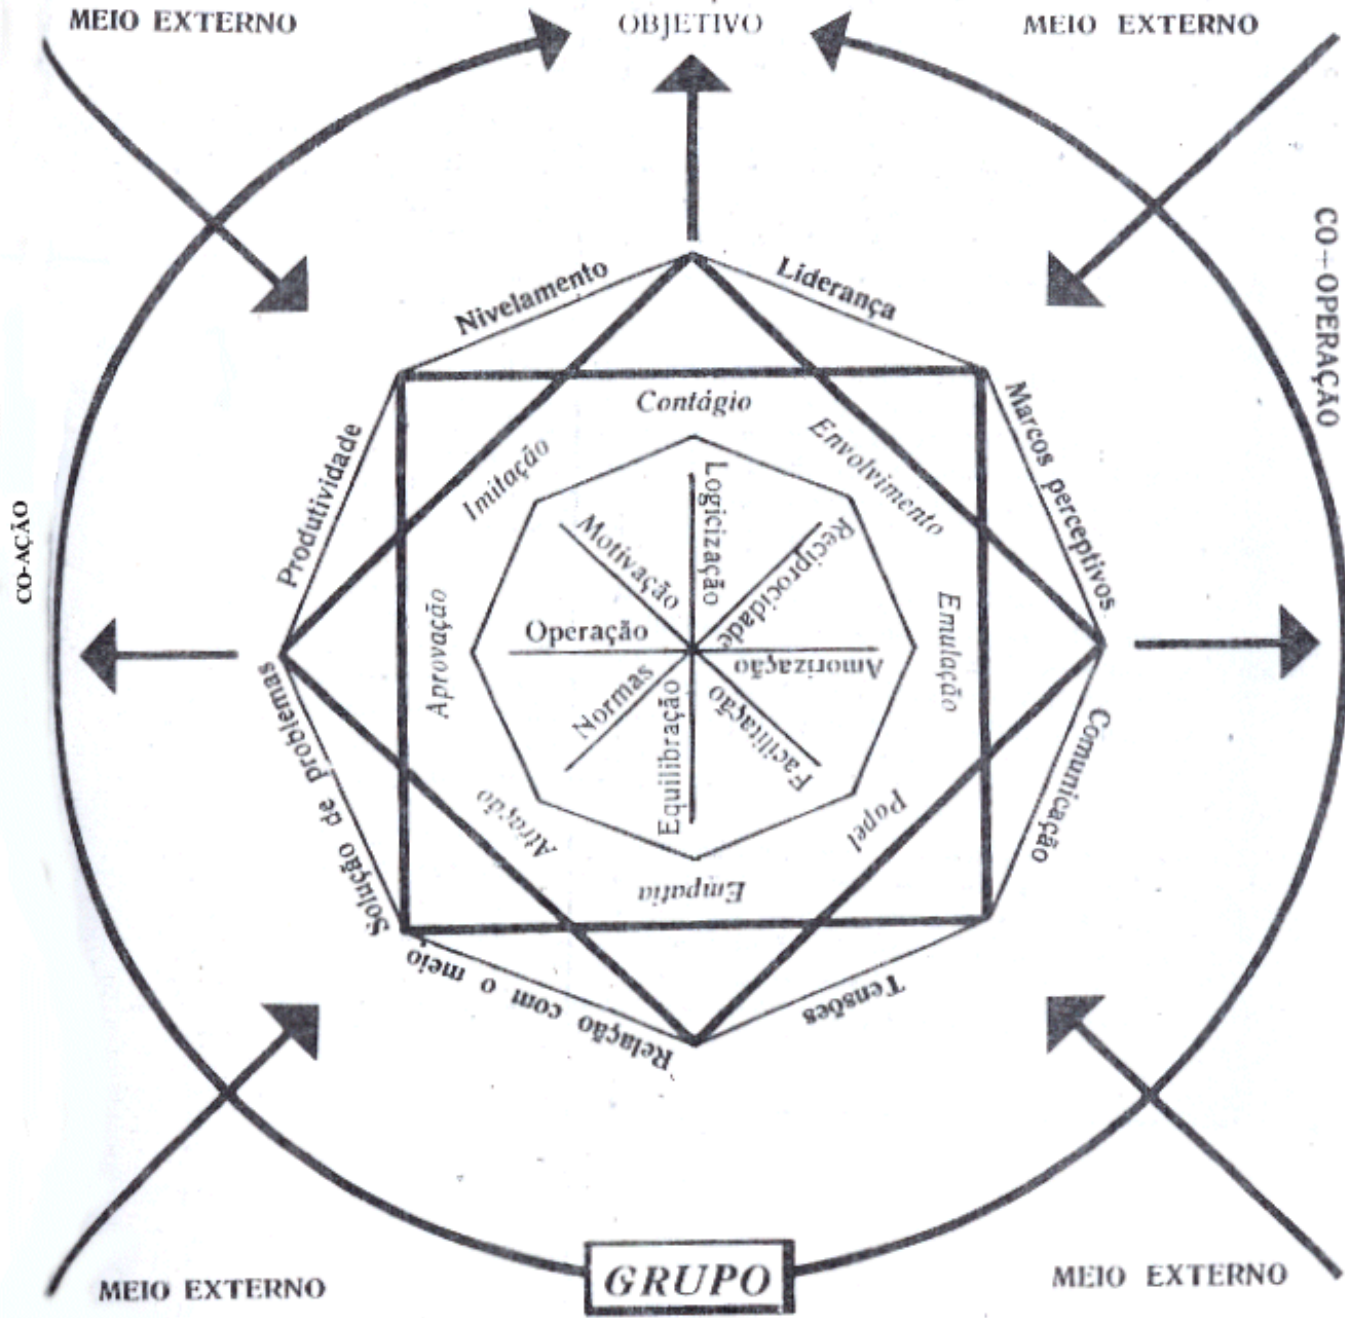 MEIO EXTERNO
OBJETIVO
MEIO EXTERNO
CO-AÇÃO
CO-OPERAÇÃO
Nivelamento
Liderança
Marcos perceptivos
Comunicação
Tensões
Relação com o meio
Solução de problemas
Produtividade
Contágio
Envolvimento
Emulação
Papel
Empatia
Atração
Aprovação
Imitação
Logicização
Reciprocidade
Amorização
Facilitação
Equilibração
Normas
Operação
Motivação
MEIO EXTERNO
GRUPO
MEIO EXTERNO